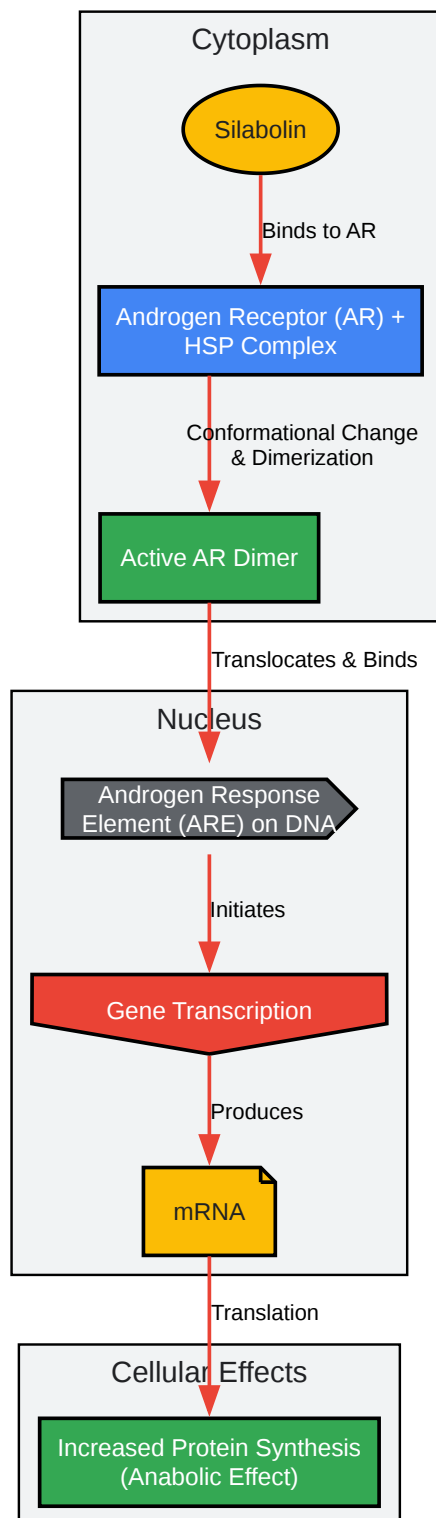 Cytoplasm
Silabolin
Binds to AR
Androgen Receptor (AR) +
HSP Complex
Conformational Change
& Dimerization
Active AR Dimer
Translocates & Binds
Nucleus
Androgen Response
Element (ARE) on DNA
Initiates
Gene Transcription
Produces
mRNA
Translation
Cellular Effects
Increased Protein Synthesis
(Anabolic Effect)